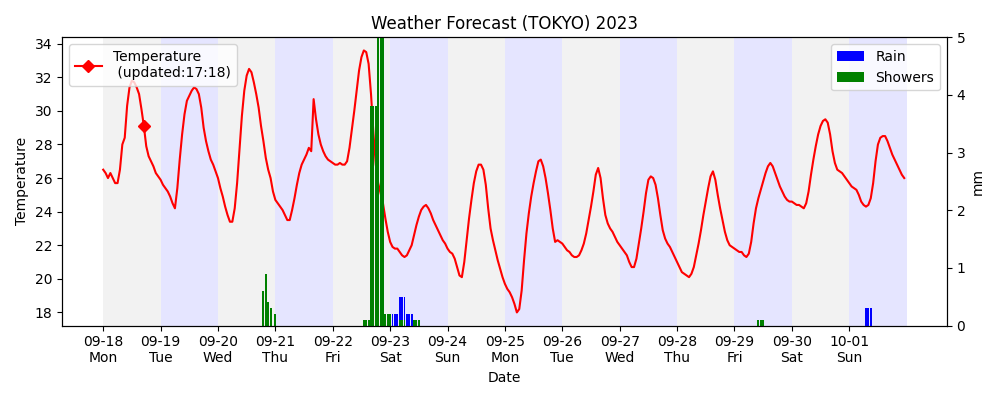 Weather Forecast (TOKYO) 2023
Temperature
(updated:17:18)
Rain
Showers
Temperature
34
32
30
28
26
24
22
20
18
5
4
3
2
1
0
mm
09-18 09-19 09-20 09-21 09-22 09-23 09-24 09-25 09-26 09-27 09-28 09-29 09-30 10-01
Mon Tue Wed Thu Fri Sat Sun Mon Tue Wed Thu Fri Sat Sun
Date